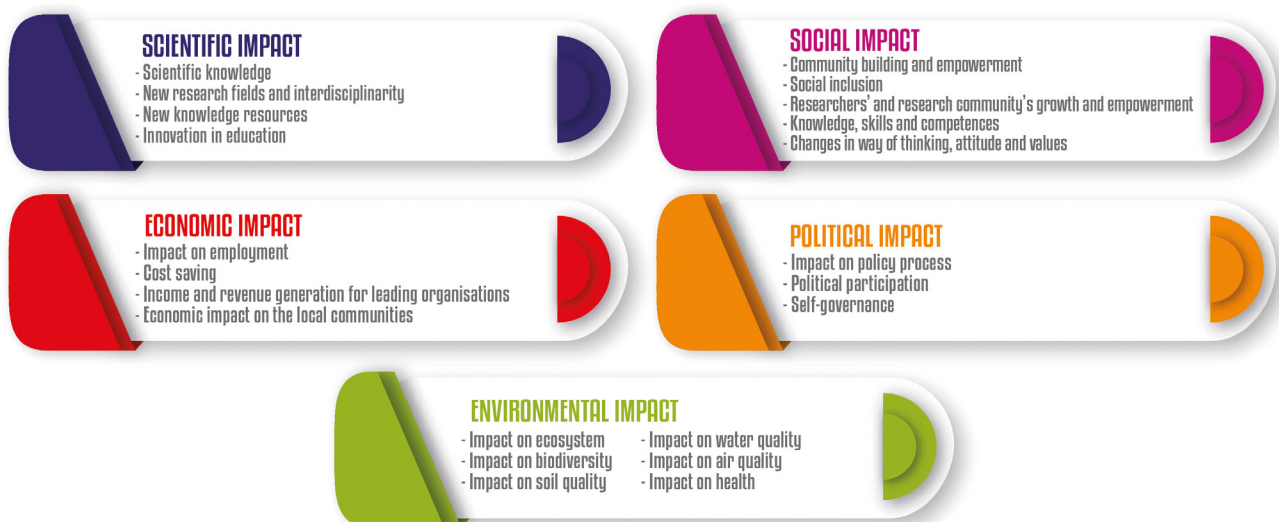 SCIENTIFIC IMPACT
- Scientific knowledge
- New research fields and interdisciplinarity
- New knowledge resources
- Innovation in education
SOCIAL IMPACT
- Community building and empowerment
- Social inclusion
- Researchers' and research community's growth and empowerment
- Knowledge, skills and competences
- Changes in way of thinking, attitude and values
ECONOMIC IMPACT
- Impact on employment
- Cost saving
- Income and revenue generation for leading organisations
- Economic impact on the local communities
POLITICAL IMPACT
- Impact on policy process
- Political participation
- Self-governance
ENVIRONMENTAL IMPACT
- Impact on ecosystem
- Impact on biodiversity
- Impact on soil quality
- Impact on water quality
- Impact on air quality
- Impact on health